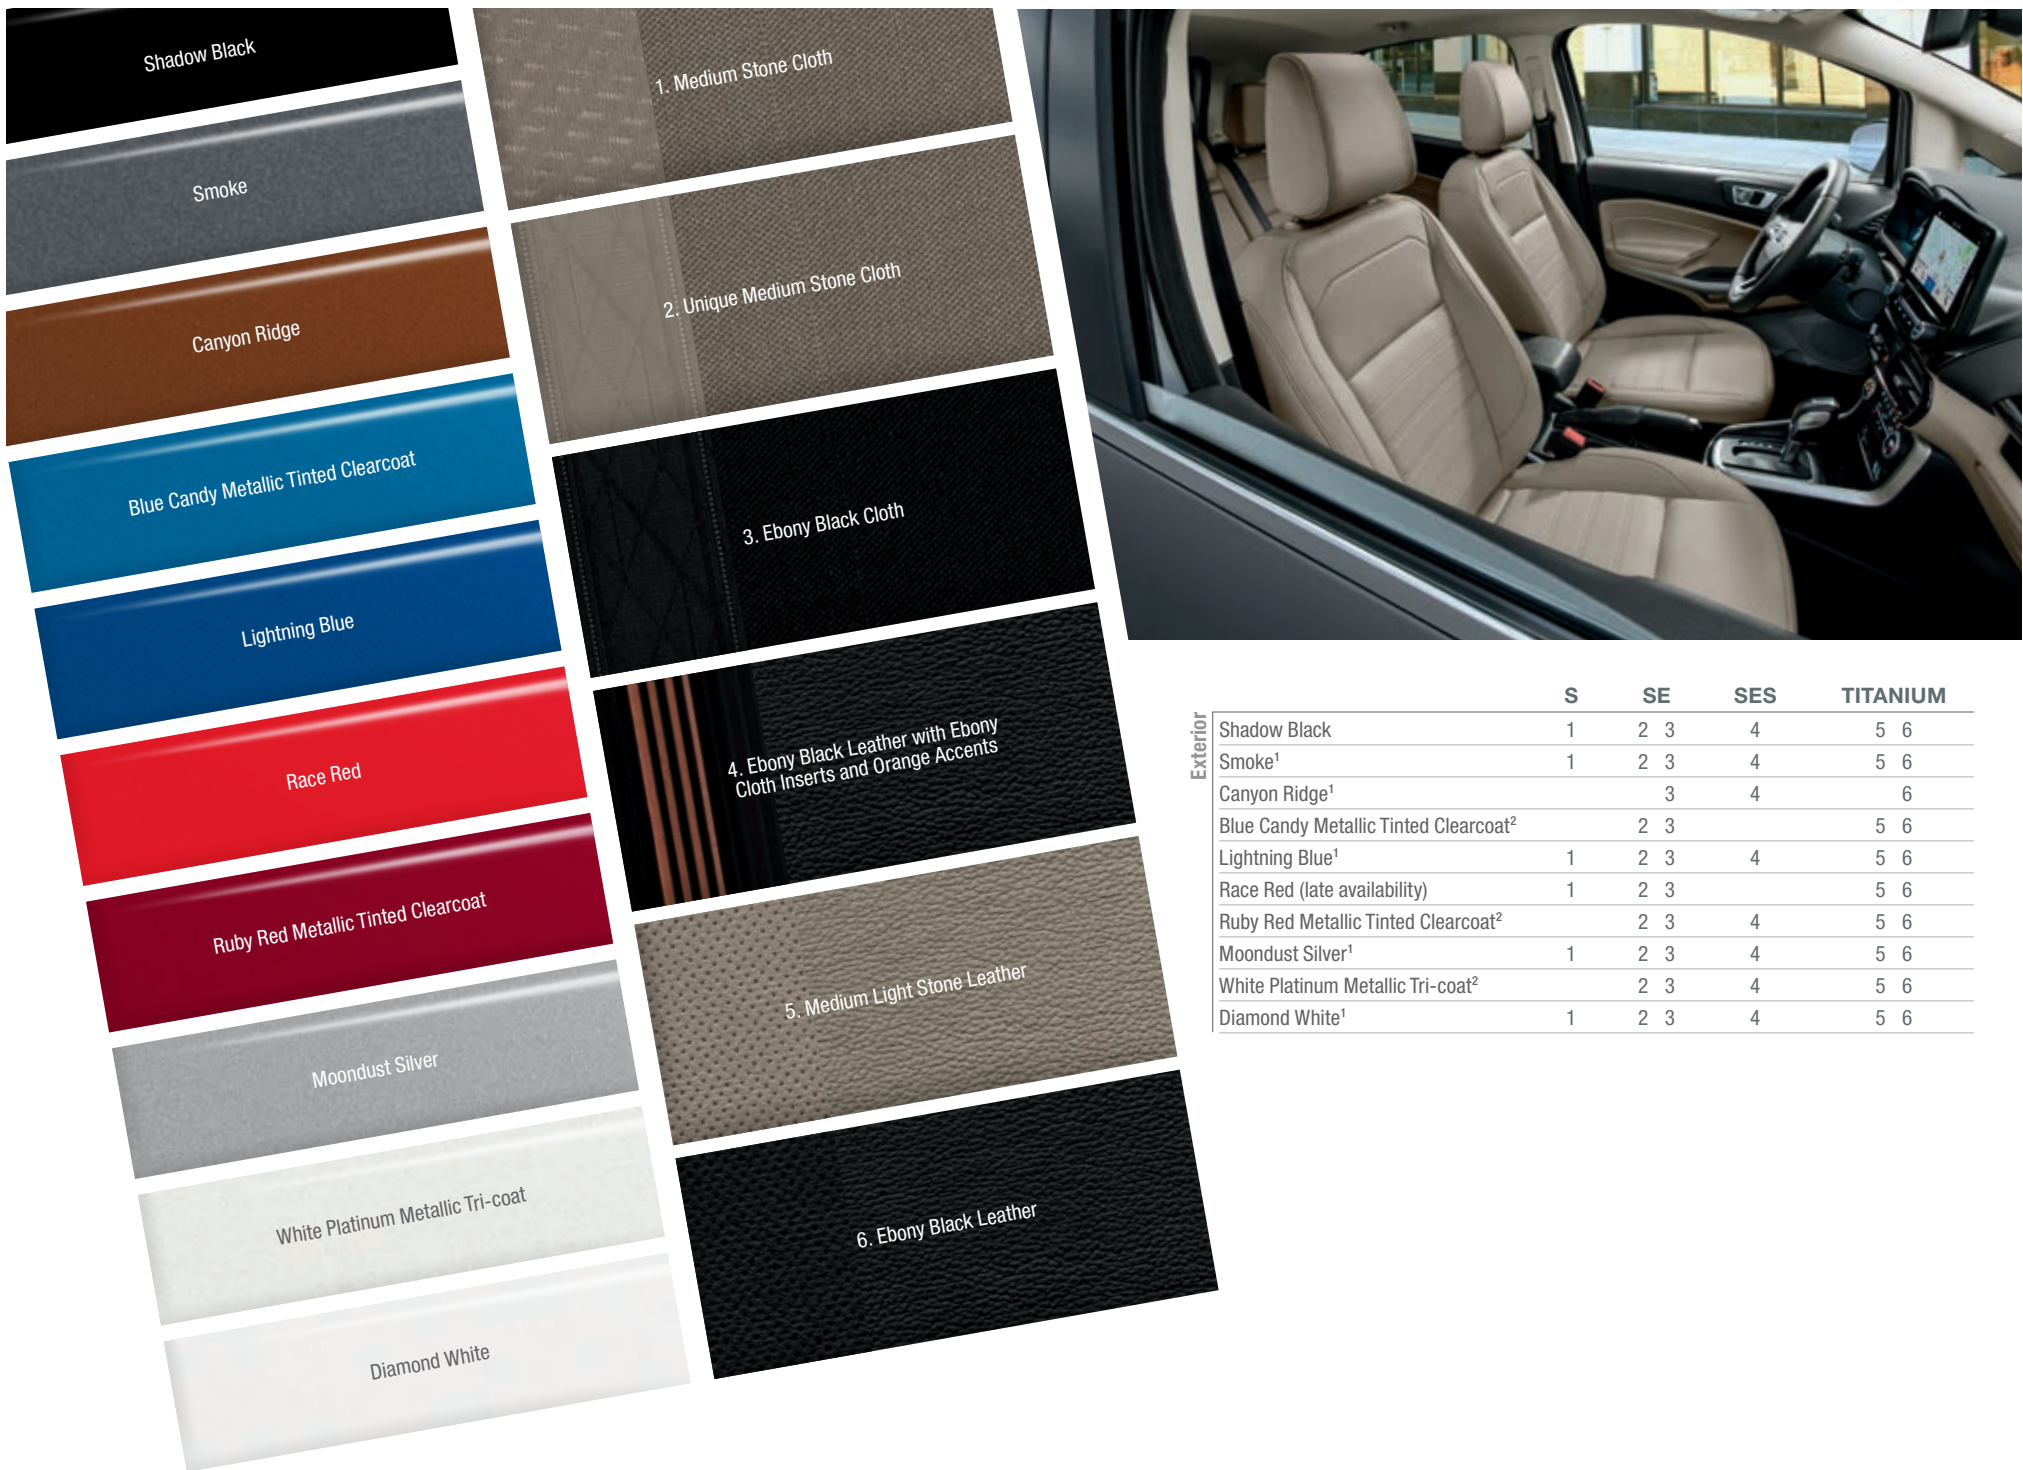 Shadow Black
Smoke
Canyon Ridge
Blue Candy Metallic Tinted Clearcoat
Lightning Blue
Race Red
Ruby Red Metallic Tinted Clearcoat
Moondust Silver
White Platinum Metallic Tri-coat
Diamond White
1. Medium Stone Cloth
2. Unique Medium Stone Cloth
3. Ebony Black Cloth
4. Ebony Black Leather with Ebony
Cloth Inserts and Orange Accents
5. Medium Light Stone Leather
6. Ebony Black Leather
S SE SES TITANIUM
Exterior
Shadow Black 1 2 3 4 5 6
Smoke¹ 1 2 3 4 5 6
Canyon Ridge¹ 3 4 6
Blue Candy Metallic Tinted Clearcoat² 2 3 5 6
Lightning Blue¹ 1 2 3 4 5 6
Race Red (late availability) 1 2 3 5 6
Ruby Red Metallic Tinted Clearcoat² 2 3 4 5 6
Moondust Silver¹ 1 2 3 4 5 6
White Platinum Metallic Tri-coat² 2 3 4 5 6
Diamond White¹ 1 2 3 4 5 6